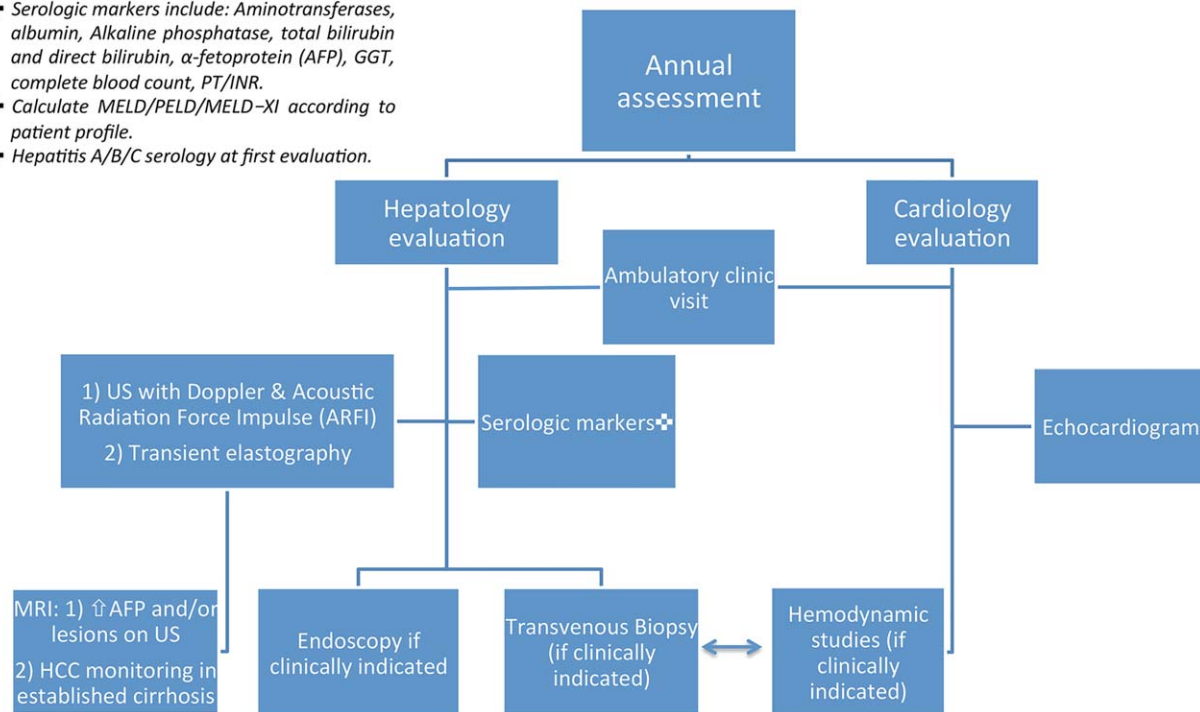 ▪ Serologic markers include: Aminotransferases,
albumin, Alkaline phosphatase, total bilirubin
and direct bilirubin, α-fetoprotein (AFP), GGT,
complete blood count, PT/INR.
▪ Calculate MELD/PELD/MELD-XI according to
patient profile.
▪ Hepatitis A/B/C serology at first evaluation.
Annual
assessment
Hepatology
evaluation
Cardiology
evaluation
Ambulatory clinic
visit
1) US with Doppler & Acoustic
Radiation Force Impulse (ARFI)
2) Transient elastography
Serologic markers✤
Echocardiogram
MRI: 1) ⇧AFP and/or
lesions on US
2) HCC monitoring in
established cirrhosis
Endoscopy if
clinically indicated
Transvenous Biopsy
(if clinically
indicated)
Hemodynamic
studies (if
clinically
indicated)